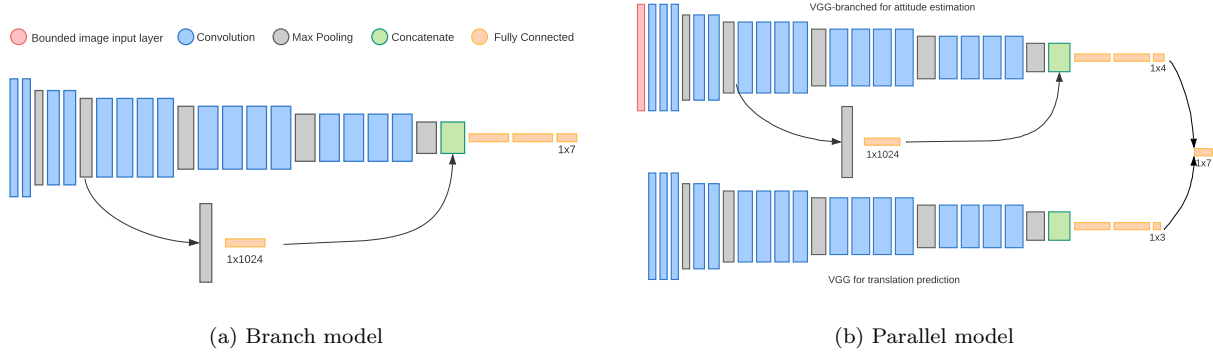 Bounded image input layer
Convolution
Max Pooling
Concatenate
Fully Connected
1x7
1x1024
(a) Branch model
VGG-branched for attitude estimation
1x4
1x1024
1x7
1x3
VGG for translation prediction
(b) Parallel model